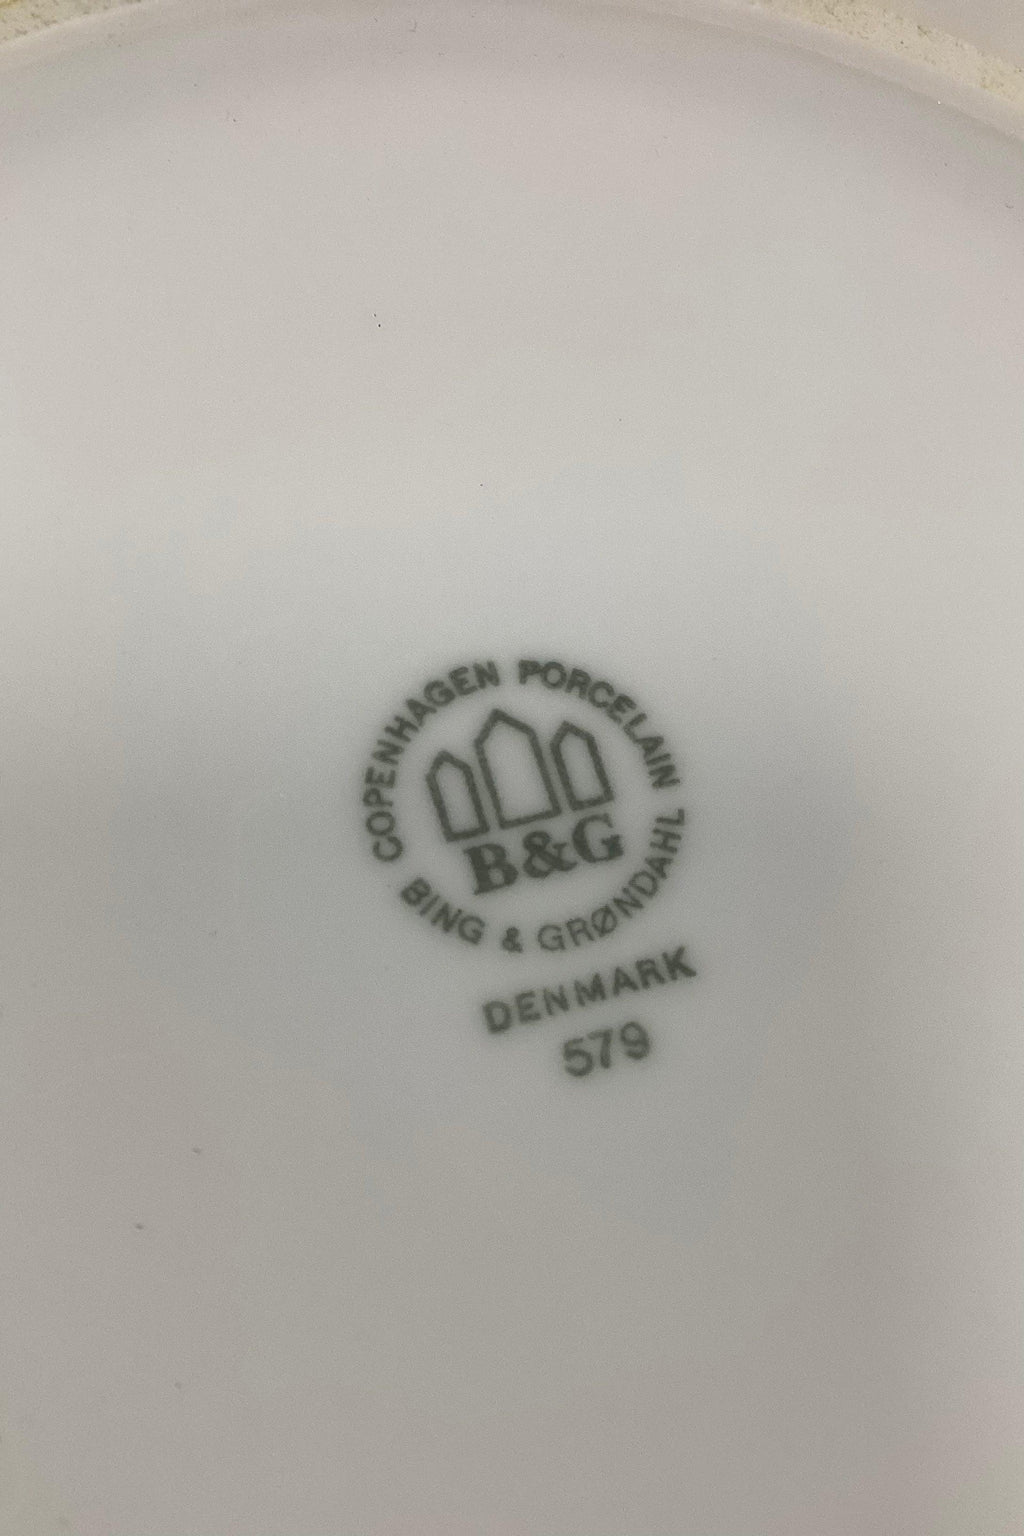 COPENHAGEN PORCELAIN
B&G
BING & GRØNDAHL
DENMARK
579